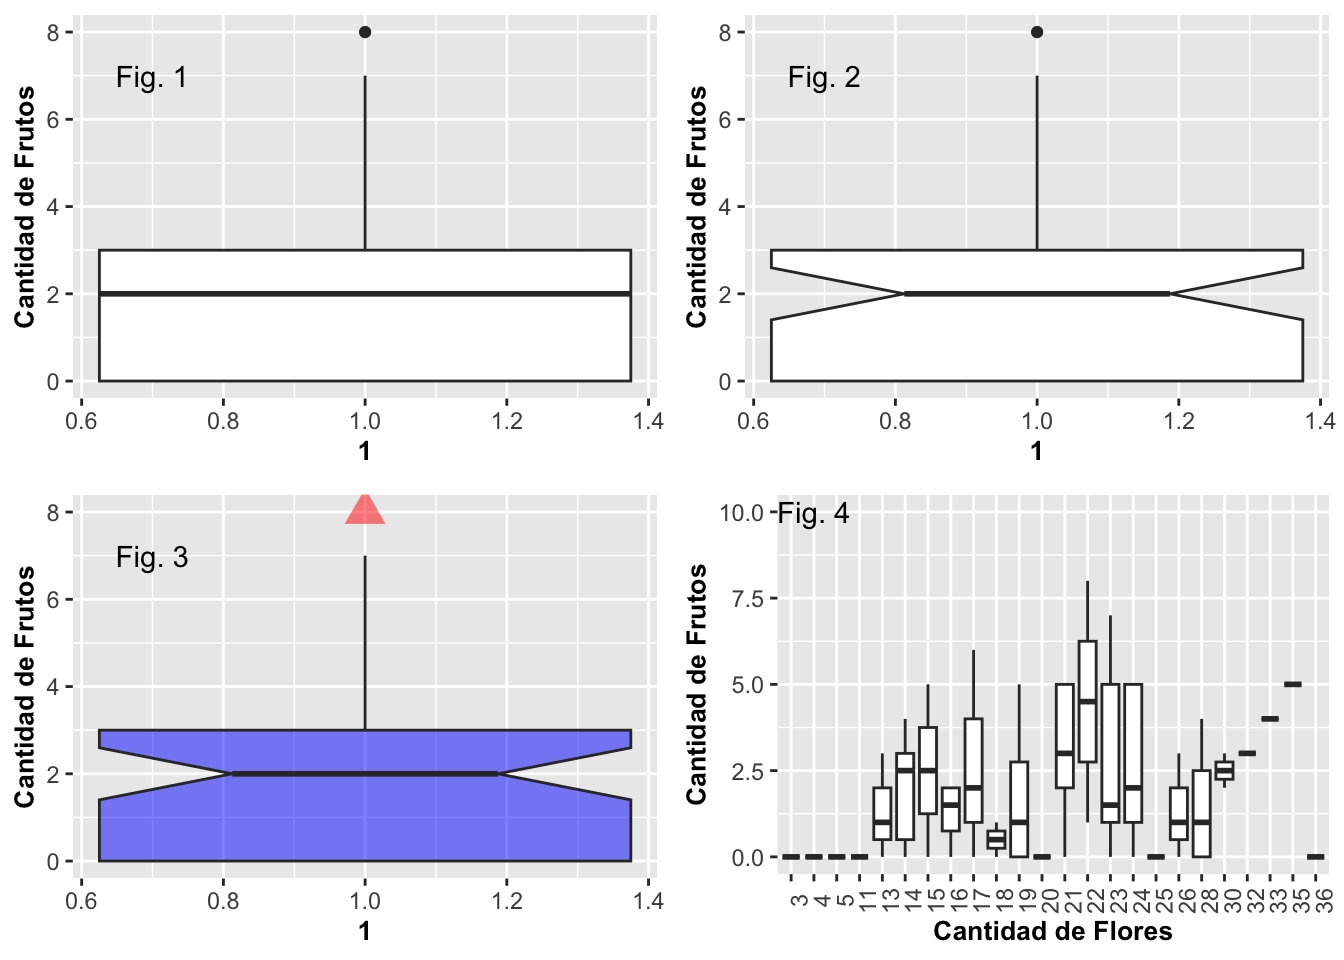 Fig. 1
Cantidad de Frutos
8
6
4
2
0
0.6 0.8 1.0 1.2 1.4
1
Fig. 2
Cantidad de Frutos
8
6
4
2
0
0.6 0.8 1.0 1.2 1.4
1
Fig. 3
Cantidad de Frutos
8
6
4
2
0
0.6 0.8 1.0 1.2 1.4
1
Fig. 4
Cantidad de Frutos
10.0
7.5
5.0
2.5
0.0
3 4 5 11 13 14 15 16 17 18 19 20 21 22 23 24 25 26 28 30 32 33 35 36
Cantidad de Flores